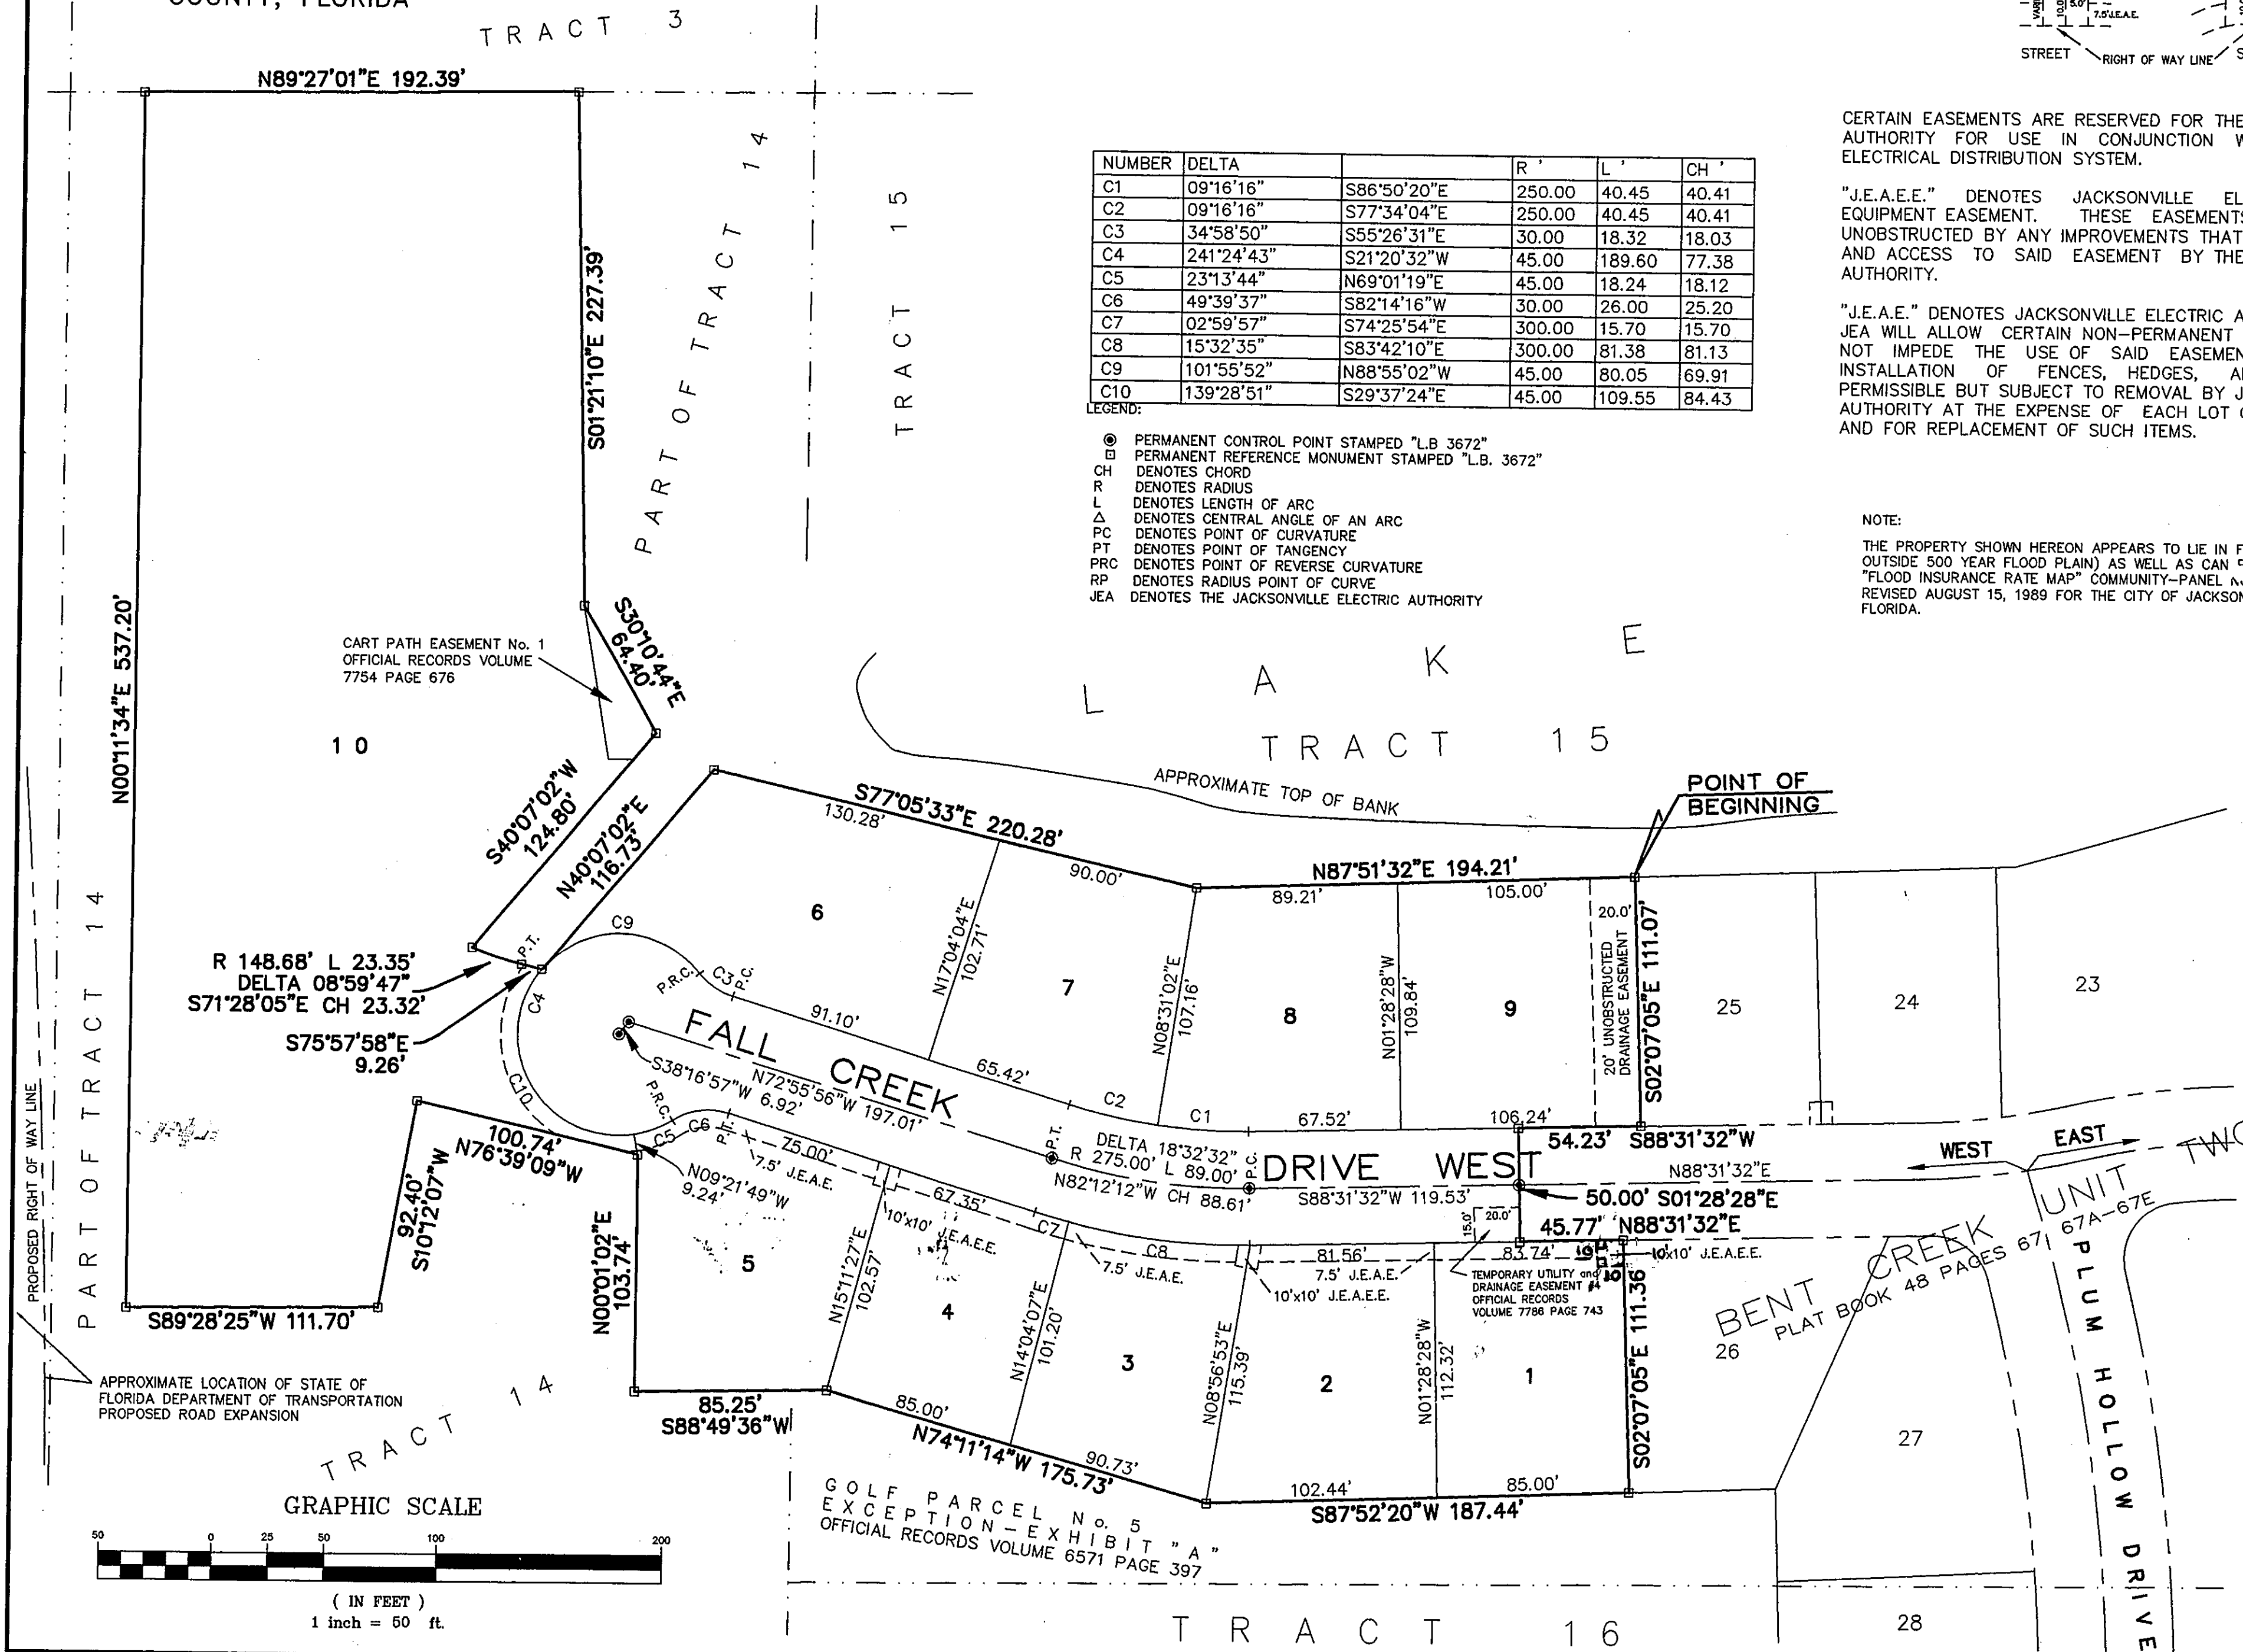 COUNTY, FLORIDA
TRACT 3
N89°27'01"E 192.39'
S01°21'10"E 227.39'
PART OF TRACT 14
TRACT 15
N00°11'34"E 537.20'
S30°10'44"E
64.40'
CART PATH EASEMENT No. 1
OFFICIAL RECORDS VOLUME
7754 PAGE 676
10
S40°07'02"W
124.80'
N40°07'02"E
116.73'
R 148.68' L 23.35'
DELTA 08°59'47"
S71°28'05"E CH 23.32'
S75°57'58"E
9.26'
P.T.
C4
C9
C10
P.R.C.
C3
P.C.
91.10'
65.42'
C2
C1
67.52'
106.24'
PART OF TRACT 14
PROPOSED RIGHT OF WAY LINE
100.74'
N76°39'09"W
92.40'
S10°12'07"W
S89°28'25"W 111.70'
APPROXIMATE LOCATION OF STATE OF
FLORIDA DEPARTMENT OF TRANSPORTATION
PROPOSED ROAD EXPANSION
TRACT 14
GRAPHIC SCALE
50 0 25 50 100 200
( IN FEET )
1 inch = 50 ft.
NUMBER DELTA R ' L ' CH '
C1 09°16'16" S86°50'20"E 250.00 40.45 40.41
C2 09°16'16" S77°34'04"E 250.00 40.45 40.41
C3 34°58'50" S55°26'31"E 30.00 18.32 18.03
C4 241°24'43" S21°20'32"W 45.00 189.60 77.38
C5 23°13'44" N69°01'19"E 45.00 18.24 18.12
C6 49°39'37" S82°14'16"W 30.00 26.00 25.20
C7 02°59'57" S74°25'54"E 300.00 15.70 15.70
C8 15°32'35" S83°42'10"E 300.00 81.38 81.13
C9 101°55'52" N88°55'02"W 45.00 80.05 69.91
C10 139°28'51" S29°37'24"E 45.00 109.55 84.43
LEGEND:
PERMANENT CONTROL POINT STAMPED "L.B 3672"
PERMANENT REFERENCE MONUMENT STAMPED "L.B. 3672"
CH DENOTES CHORD
R DENOTES RADIUS
L DENOTES LENGTH OF ARC
△ DENOTES CENTRAL ANGLE OF AN ARC
PC DENOTES POINT OF CURVATURE
PT DENOTES POINT OF TANGENCY
PRC DENOTES POINT OF REVERSE CURVATURE
RP DENOTES RADIUS POINT OF CURVE
JEA DENOTES THE JACKSONVILLE ELECTRIC AUTHORITY
10.0'
5.0'
7.5'J.E.A.E.
STREET
RIGHT OF WAY LINE
CERTAIN EASEMENTS ARE RESERVED FOR THE
AUTHORITY FOR USE IN CONJUNCTION
ELECTRICAL DISTRIBUTION SYSTEM.
"J.E.A.E.E." DENOTES JACKSONVILLE
EQUIPMENT EASEMENT. THESE EASEMENTS
UNOBSTRUCTED BY ANY IMPROVEMENTS THAT
AND ACCESS TO SAID EASEMENT BY THE
AUTHORITY.
"J.E.A.E." DENOTES JACKSONVILLE ELECTRIC
JEA WILL ALLOW CERTAIN NON-PERMANENT
NOT IMPEDE THE USE OF SAID
INSTALLATION OF FENCES, HEDGES,
PERMISSIBLE BUT SUBJECT TO REMOVAL BY
AUTHORITY AT THE EXPENSE OF EACH LOT
AND FOR REPLACEMENT OF SUCH ITEMS.
NOTE:
THE PROPERTY SHOWN HEREON APPEARS TO LIE IN
OUTSIDE 500 YEAR FLOOD PLAIN) AS WELL AS CAN
"FLOOD INSURANCE RATE MAP" COMMUNITY-PANEL
REVISED AUGUST 15, 1989 FOR THE CITY OF
FLORIDA.
LAKE
TRACT 15
APPROXIMATE TOP OF BANK
POINT OF
BEGINNING
S77°05'33"E 220.28'
130.28'
90.00'
N87°51'32"E 194.21'
89.21'
105.00'
6
7
8
9
N17°04'04"E
102.71'
N08°31'02"E
107.16'
N01°28'28"W
109.84'
20.0'
20' UNOBSTRUCTED
DRAINAGE EASEMENT
S02°07'05"E 111.07'
25
24
23
FALL CREEK DRIVE WEST
S38°16'57"W
6.92'
N72°55'56"W 197.01'
P.T.
DELTA 18°32'32"
R 275.00' L 89.00'
N82°12'12"W CH 88.61'
P.C.
S88°31'32"W 119.53'
54.23' S88°31'32"W
50.00' S01°28'28"E
45.77' N88°31'32"E
N88°31'32"E
WEST
EAST
P.R.C.
C5
C6
P.T.
75.00'
7.5' J.E.A.E.
N09°21'49"W
9.24'
67.35'
10'x10' J.E.A.E.E.
C7
C8
7.5' J.E.A.E.
81.56'
7.5' J.E.A.E.
10'x10' J.E.A.E.E.
83.74'
15.0'
20.0'
10'x10' J.E.A.E.E.
TEMPORARY UTILITY and
DRAINAGE EASEMENT #4
OFFICIAL RECORDS
VOLUME 7786 PAGE 743
N00°01'02"E
103.74'
5
N15°11'27"E
102.57'
4
N14°04'07"E
101.20'
3
N08°56'53"E
115.39'
2
N01°28'28"W
112.32'
1
S02°07'05"E 111.36'
85.25'
S88°49'36"W
85.00'
N74°11'14"W 175.73'
90.73'
102.44'
85.00'
S87°52'20"W 187.44'
GOLF PARCEL No. 5
EXCEPTION-EXHIBIT "A"
OFFICIAL RECORDS VOLUME 6571 PAGE 397
BENT CREEK UNIT TWO
PLAT BOOK 48 PAGES 67, 67A-67E
PLUM HOLLOW DRIVE
26
27
28
TRACT 16